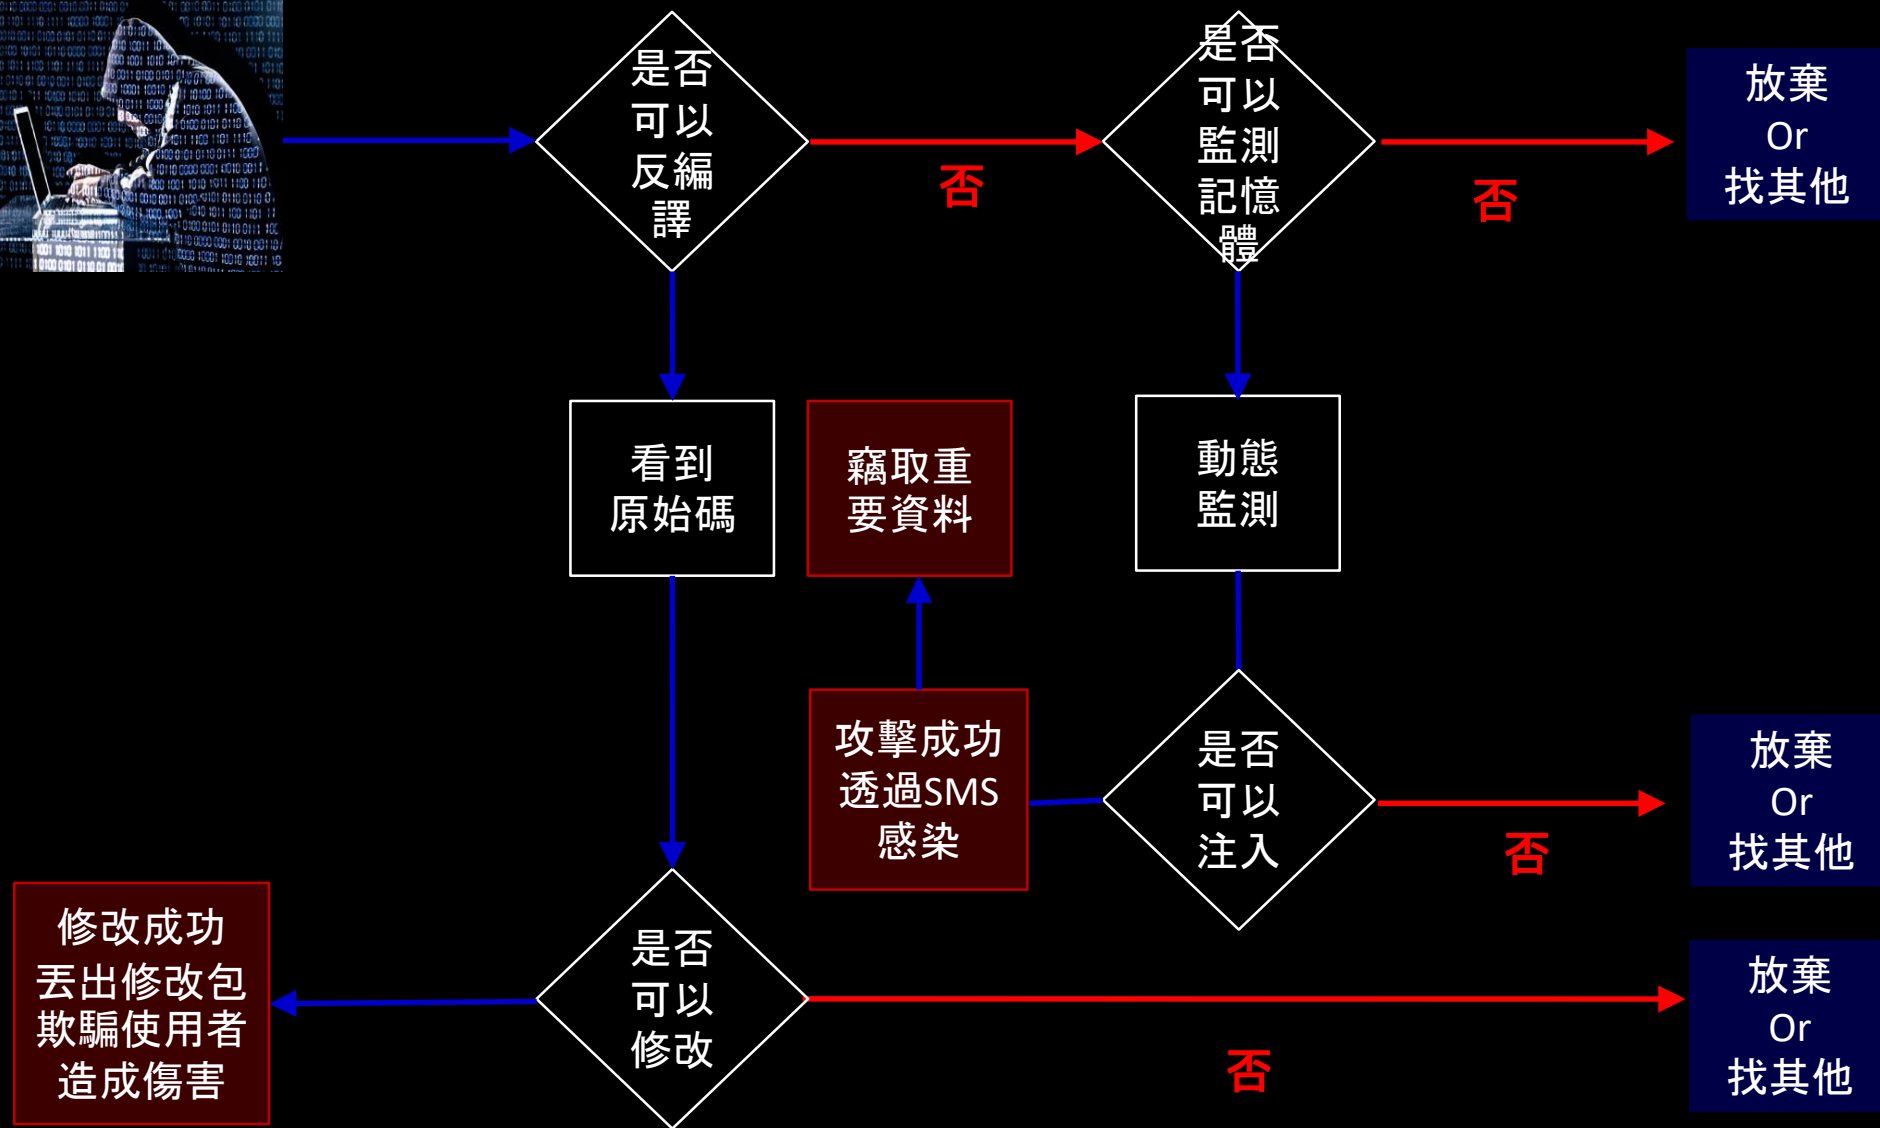 是否
可以
反編
譯
否
是否
可以
監測
記憶
體
否
放棄
Or
找其他
看到
原始碼
竊取重
要資料
動態
監測
攻擊成功
透過SMS
感染
是否
可以
注入
否
放棄
Or
找其他
修改成功
丟出修改包
欺騙使用者
造成傷害
是否
可以
修改
否
放棄
Or
找其他